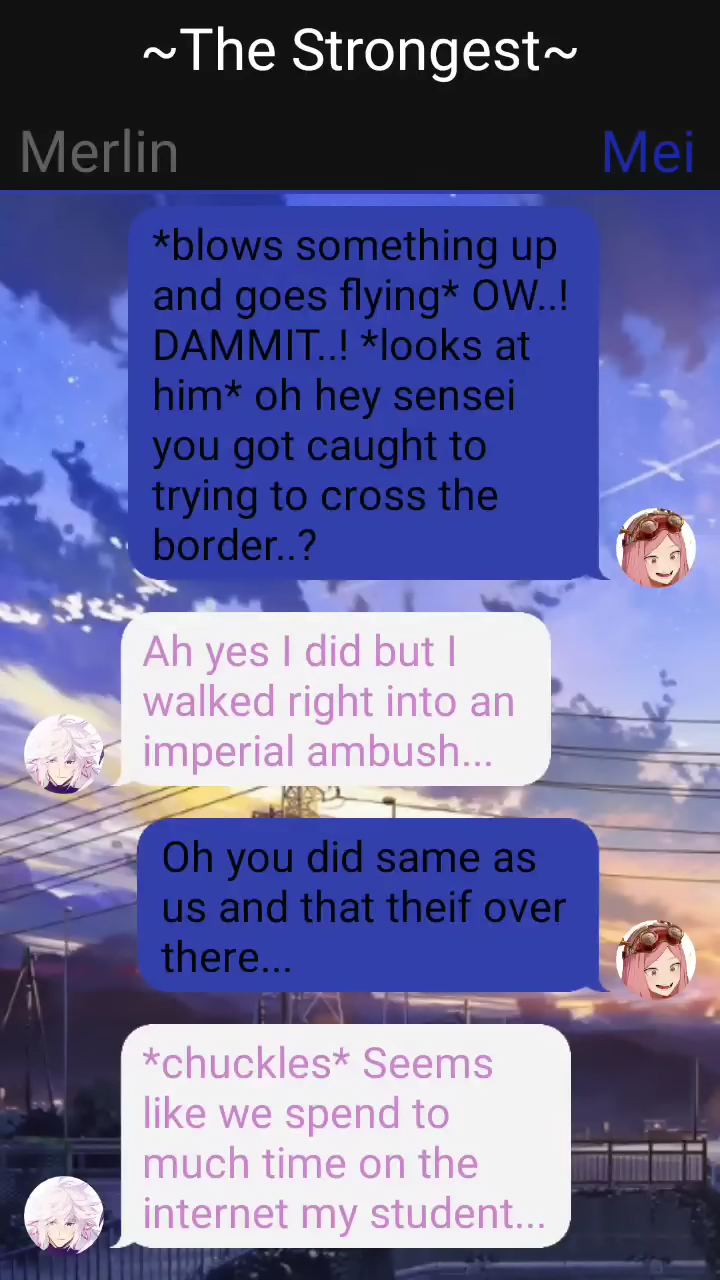 ~The Strongest~
Merlin Mei
*blows something up
and goes flying* OW..!
DAMMIT..! *looks at
him* oh hey sensei
you got caught to
trying to cross the
border..?
Ah yes I did but I
walked right into an
imperial ambush...
Oh you did same as
us and that theif over
there...
*chuckles* Seems
like we spend to
much time on the
internet my student...